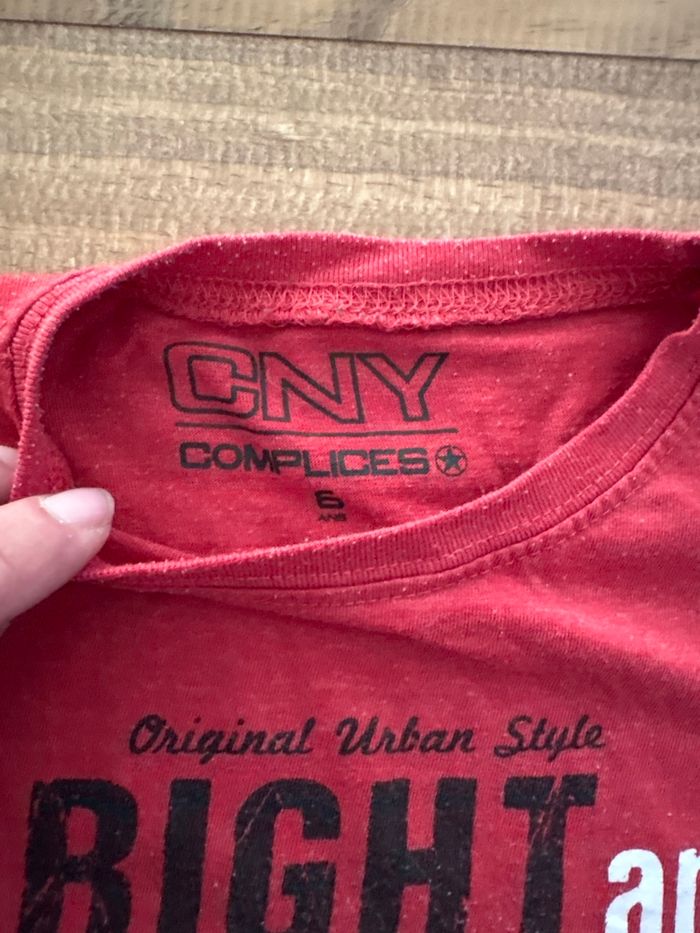 CNY
COMPLICES
6
ANS
Original Urban Style
RIGHT